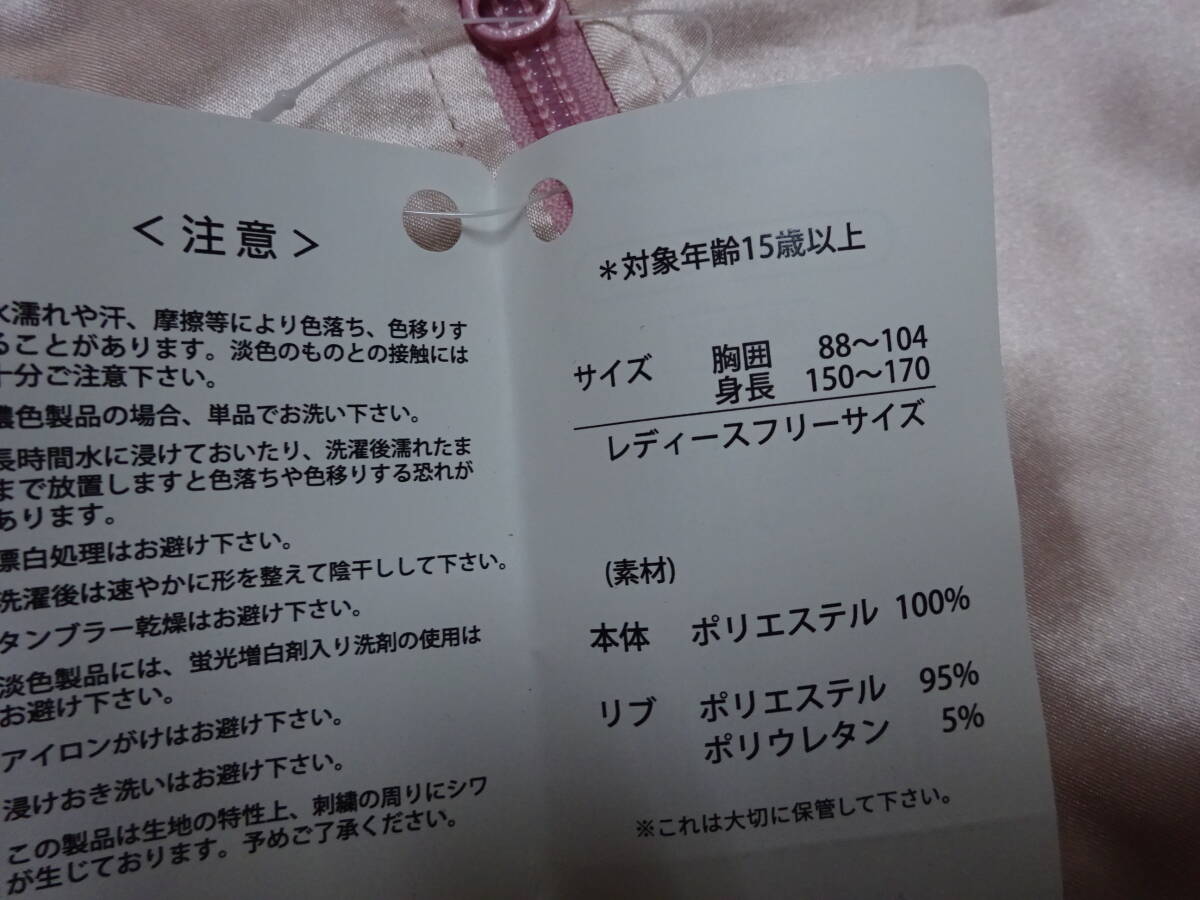 ＜注意＞
水濡れや汗、摩擦等により色落ち、色移りす
ることがあります。淡色のものとの接触には
十分ご注意下さい。
濃色製品の場合、単品でお洗い下さい。
長時間水に浸けておいたり、洗濯後濡れたま
まで放置しますと色落ちや色移りする恐れが
あります。
漂白処理はお避け下さい。
洗濯後は速やかに形を整えて陰干しして下さい。
タンブラー乾燥はお避け下さい。
淡色製品には、蛍光増白剤入り洗剤の使用は
お避け下さい。
アイロンがけはお避け下さい。
浸けおき洗いはお避け下さい。
この製品は生地の特性上、刺繍の周りにシワ
が生じております。予めご了承ください。
＊対象年齢15歳以上
サイズ 胸囲 88〜104
身長 150〜170
レディースフリーサイズ
(素材)
本体 ポリエステル 100%
リブ ポリエステル 95%
ポリウレタン 5%
※これは大切に保管して下さい。